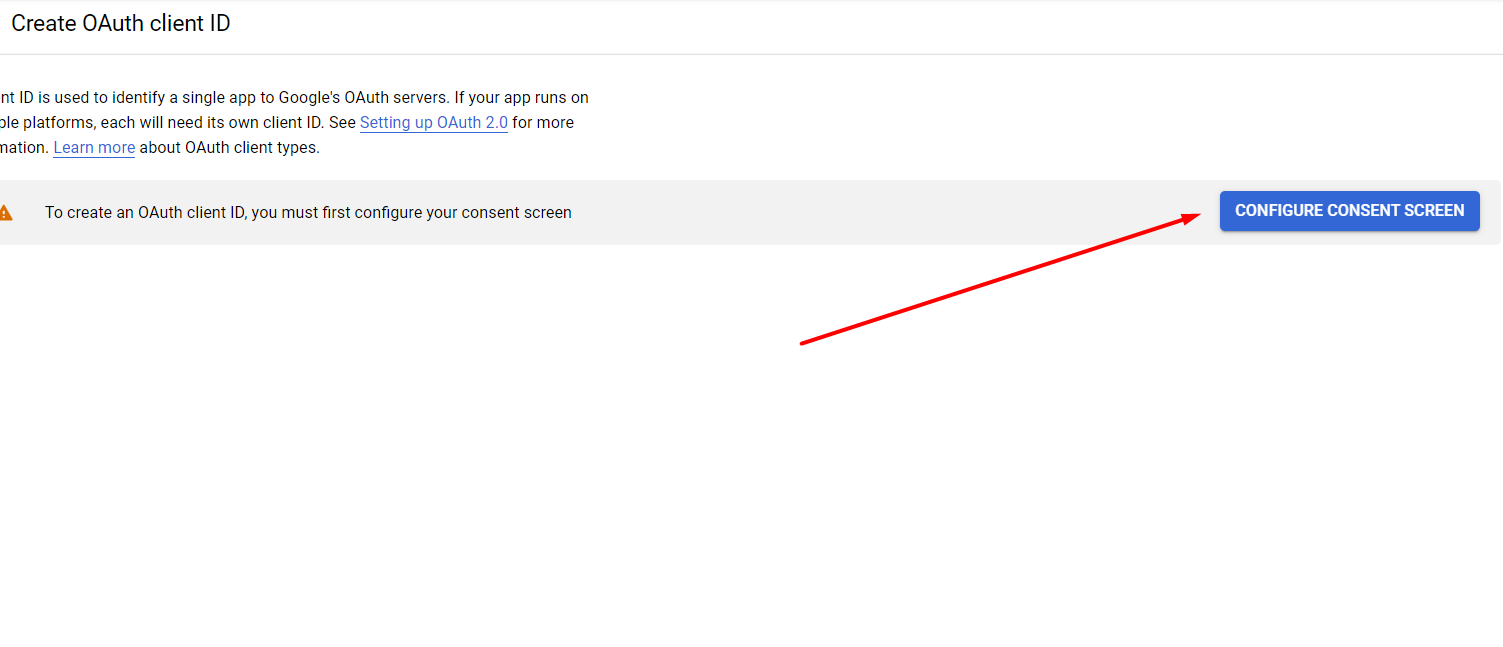 Create OAuth client ID
nt ID is used to identify a single app to Google's OAuth servers. If your app runs on
ple platforms, each will need its own client ID. See Setting up OAuth 2.0 for more
mation. Learn more about OAuth client types.
To create an OAuth client ID, you must first configure your consent screen
CONFIGURE CONSENT SCREEN